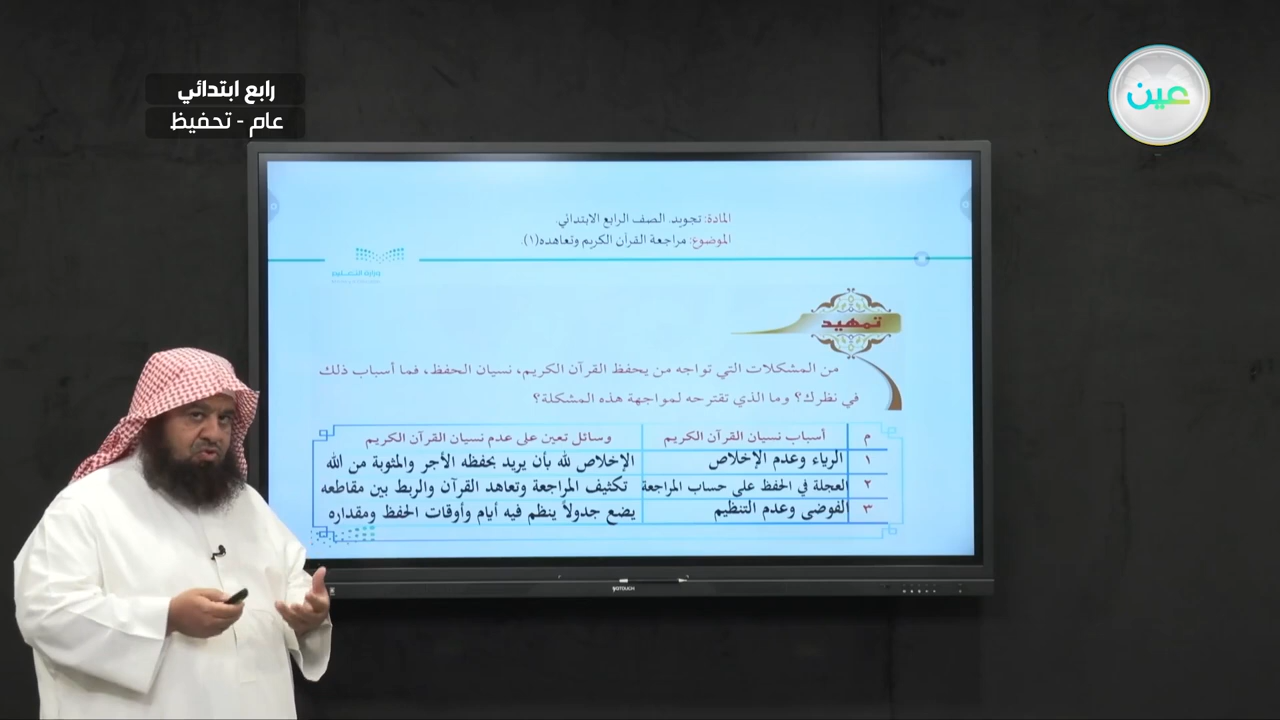 رابع ابتدائي
عام - تحفيظ
عين
المادة: تجويد. الصف الرابع الابتدائي.
الموضوع: مراجعة القرآن الكريم وتعاهده(١).
وزارة التعليم
تمهيد
من المشكلات التي تواجه من يحفظ القرآن الكريم، نسيان الحفظ، فما أسباب ذلك
في نظرك؟ وما الذي تقترحه لمواجهة هذه المشكلة؟
م أسباب نسيان القرآن الكريم وسائل تعين على عدم نسيان القرآن الكريم
١ الرياء وعدم الإخلاص الإخلاص لله بأن يريد بحفظه الأجر والمثوبة من الله
٢ العجلة في الحفظ على حساب المراجعة تكثيف المراجعة وتعاهد القرآن والربط بين مقاطعه
٣ الفوضى وعدم التنظيم يضع جدولاً ينظم فيه أيام وأوقات الحفظ ومقداره